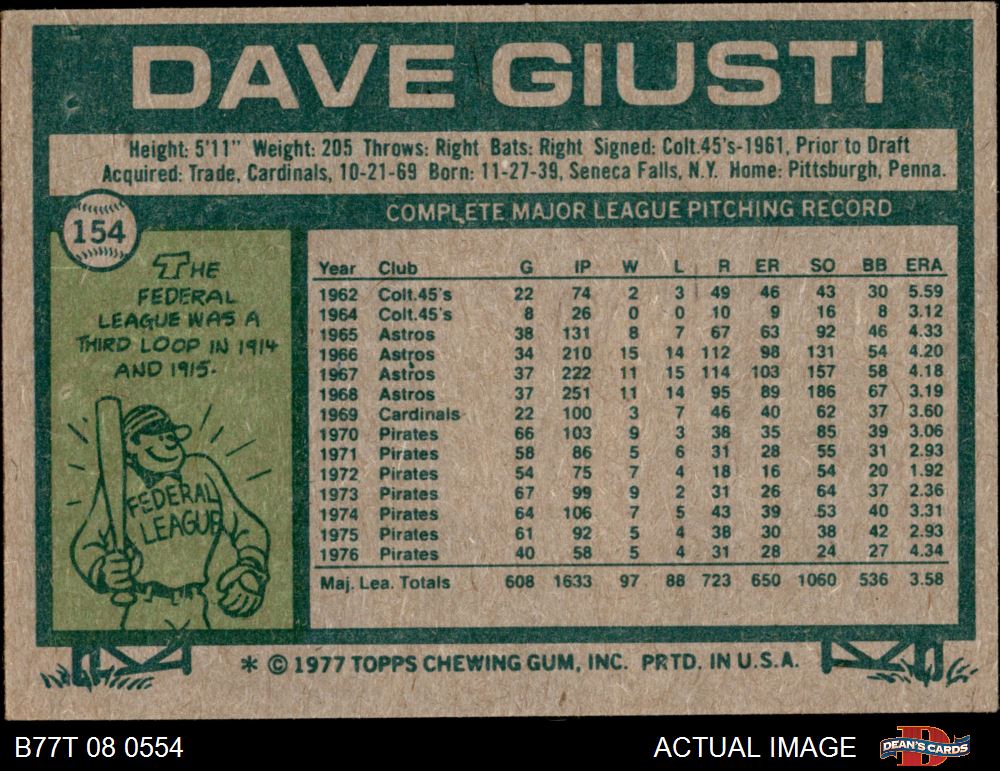 DAVE GIUSTI
Height: 5'11" Weight: 205 Throws: Right Bats: Right Signed: Colt.45's-1961, Prior to Draft
Acquired: Trade, Cardinals, 10-21-69 Born: 11-27-39, Seneca Falls, N.Y. Home: Pittsburgh, Penna.
154
COMPLETE MAJOR LEAGUE PITCHING RECORD
THE
FEDERAL
LEAGUE WAS A
THIRD LOOP IN 1914
AND 1915.
FEDERAL
LEAGUE
Year Club G IP W L R ER SO BB ERA
1962 Colt.45's 22 74 2 3 49 46 43 30 5.59
1964 Colt.45's 8 26 0 0 10 9 16 8 3.12
1965 Astros 38 131 8 7 67 63 92 46 4.33
1966 Astros 34 210 15 14 112 98 131 54 4.20
1967 Astros 37 222 11 15 114 103 157 58 4.18
1968 Astros 37 251 11 14 95 89 186 67 3.19
1969 Cardinals 22 100 3 7 46 40 62 37 3.60
1970 Pirates 66 103 9 3 38 35 85 39 3.06
1971 Pirates 58 86 5 6 31 28 55 31 2.93
1972 Pirates 54 75 7 4 18 16 54 20 1.92
1973 Pirates 67 99 9 2 31 26 64 37 2.36
1974 Pirates 64 106 7 5 43 39 53 40 3.31
1975 Pirates 61 92 5 4 38 30 38 42 2.93
1976 Pirates 40 58 5 4 31 28 24 27 4.34
Maj. Lea. Totals 608 1633 97 88 723 650 1060 536 3.58
* © 1977 TOPPS CHEWING GUM, INC. PRTD. IN U.S.A.
B77T 08 0554
ACTUAL IMAGE
DEAN'S CARDS